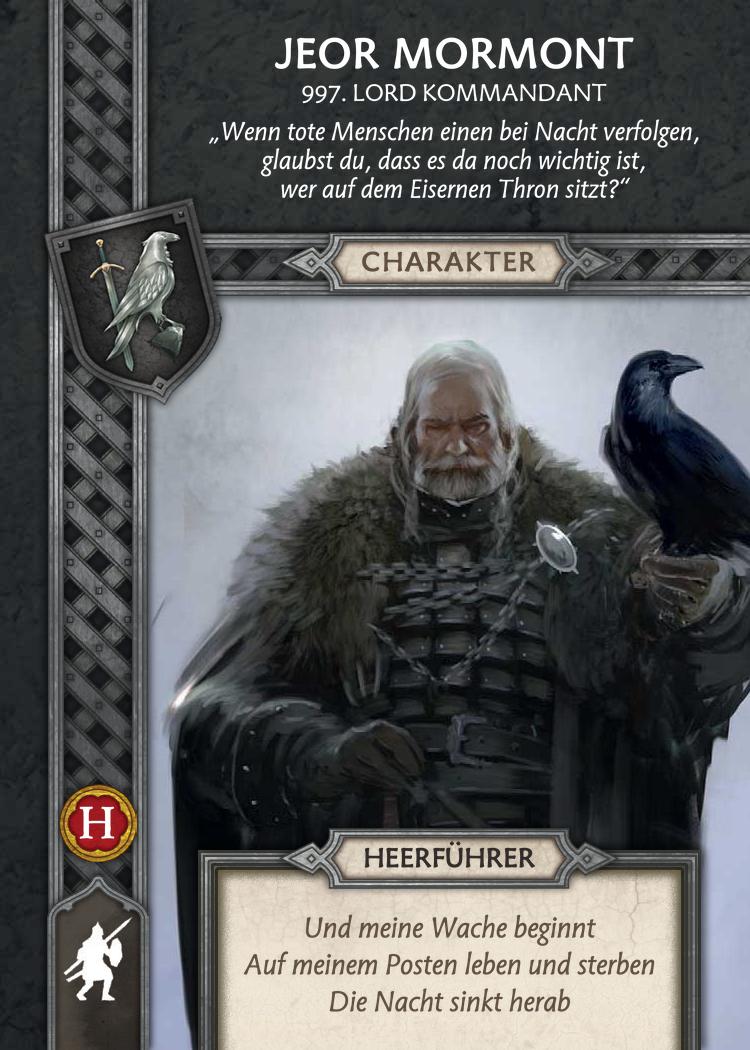 JEOR MORMONT
997. LORD KOMMANDANT
„Wenn tote Menschen einen bei Nacht verfolgen,
glaubst du, dass es da noch wichtig ist,
wer auf dem Eisernen Thron sitzt?“
CHARAKTER
H
HEERFÜHRER
Und meine Wache beginnt
Auf meinem Posten leben und sterben
Die Nacht sinkt herab